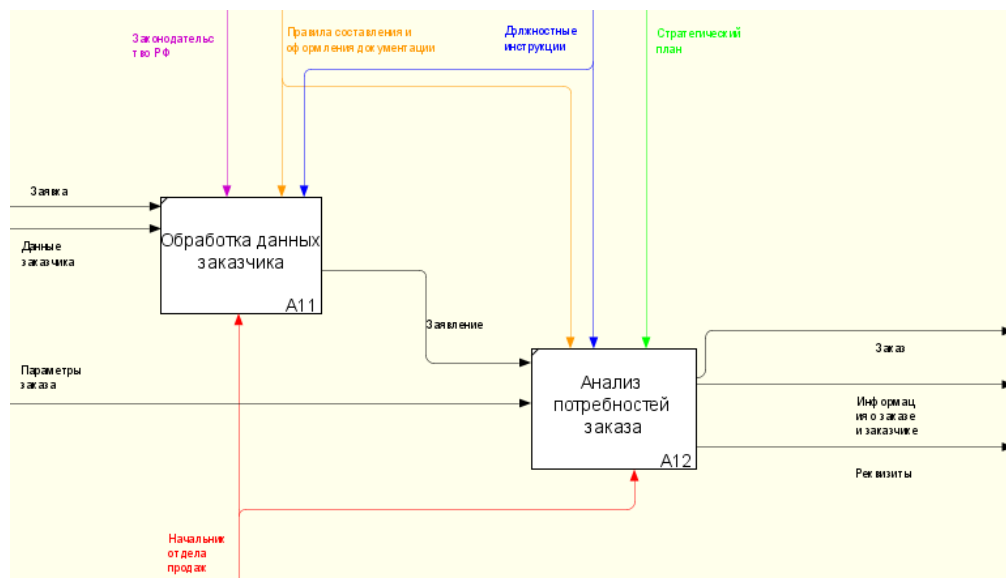 Законодательс
тво РФ
Правила составления и
оформления документации
Должностные
инструкции
Стратегический
план
Заявка
Данные
заказчика
Обработка данных
заказчика
A11
Заявление
Параметры
заказа
Анализ
потребностей
заказа
A12
Заказ
Информац
ия о заказе
и заказчике
Реквизиты
Начальник
отдела
продаж